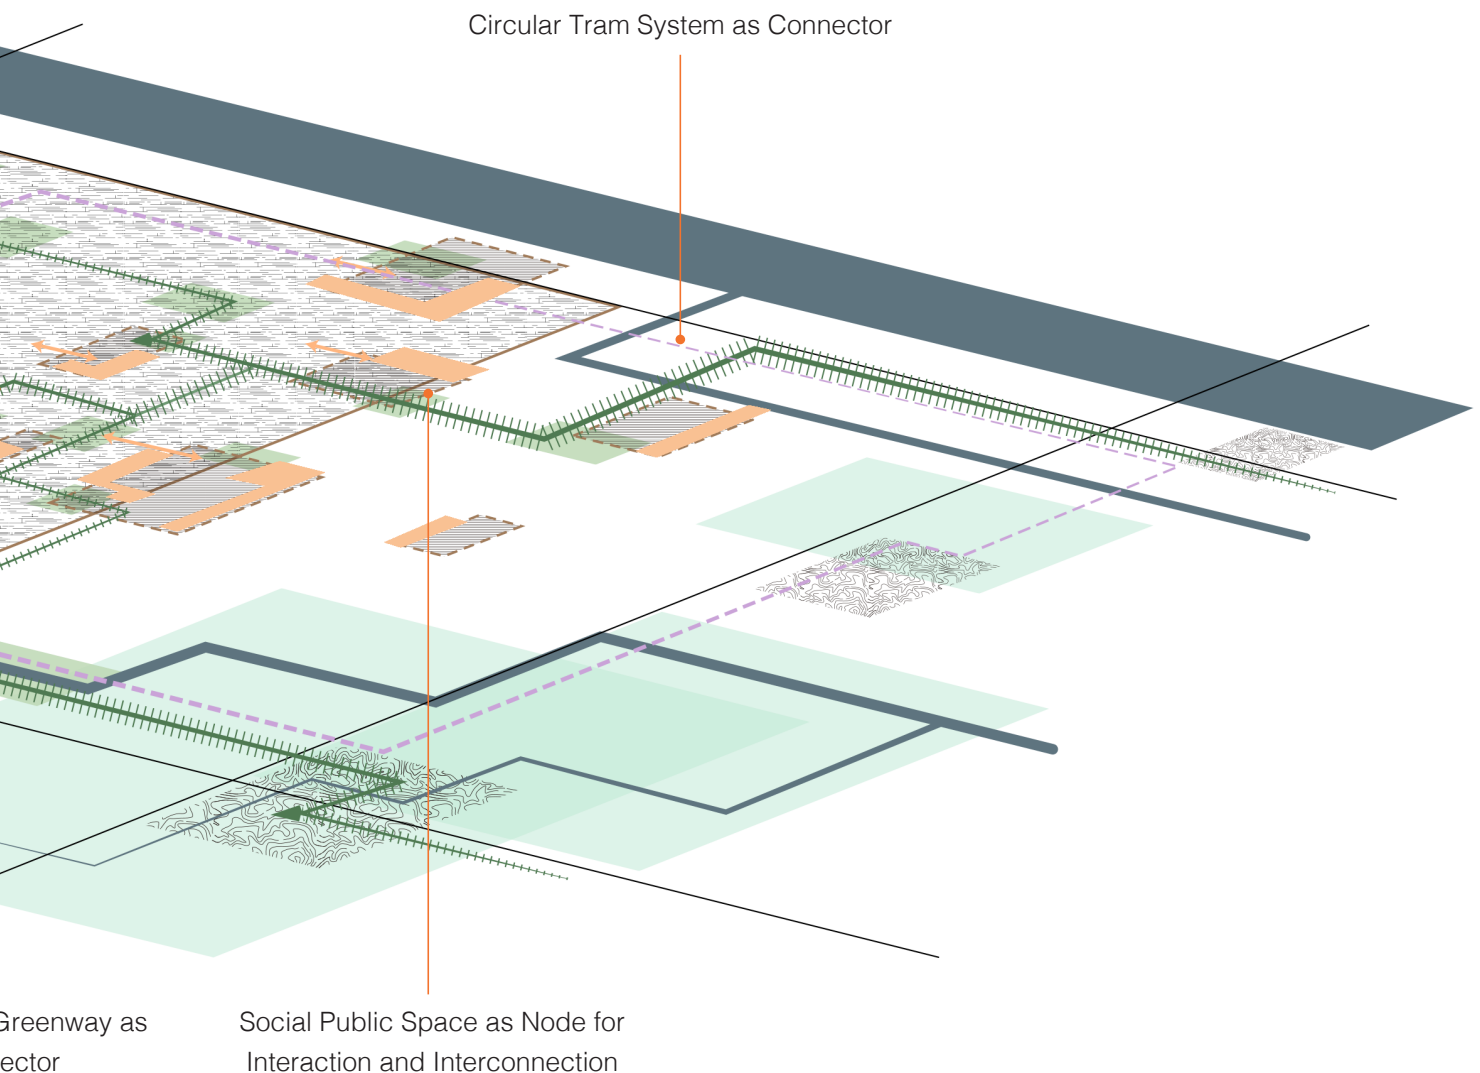 Circular Tram System as Connector
Greenway as
ector
Social Public Space as Node for
Interaction and Interconnection